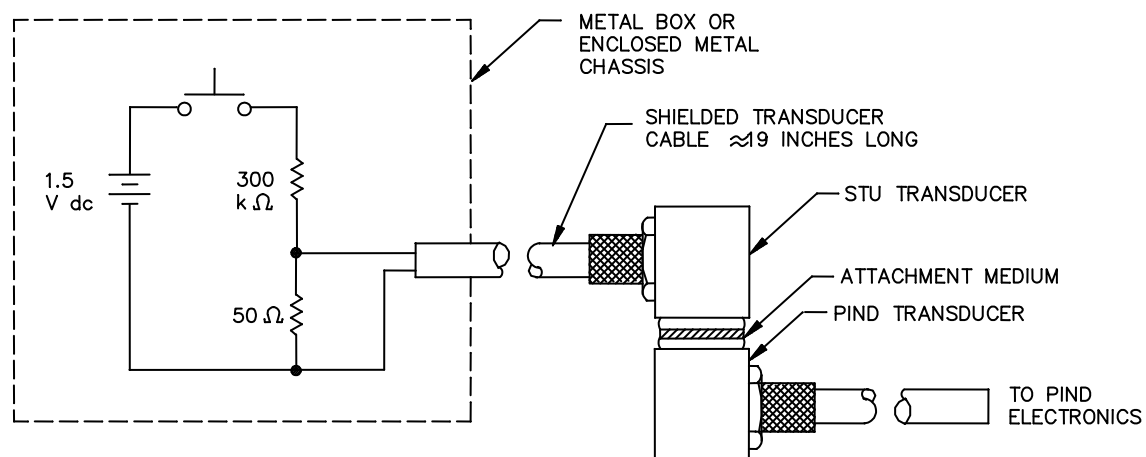 METAL BOX OR
ENCLOSED METAL
CHASSIS
SHIELDED TRANSDUCER
CABLE ≈19 INCHES LONG
1.5
V dc
300
k Ω
STU TRANSDUCER
ATTACHMENT MEDIUM
50 Ω
PIND TRANSDUCER
TO PIND
ELECTRONICS